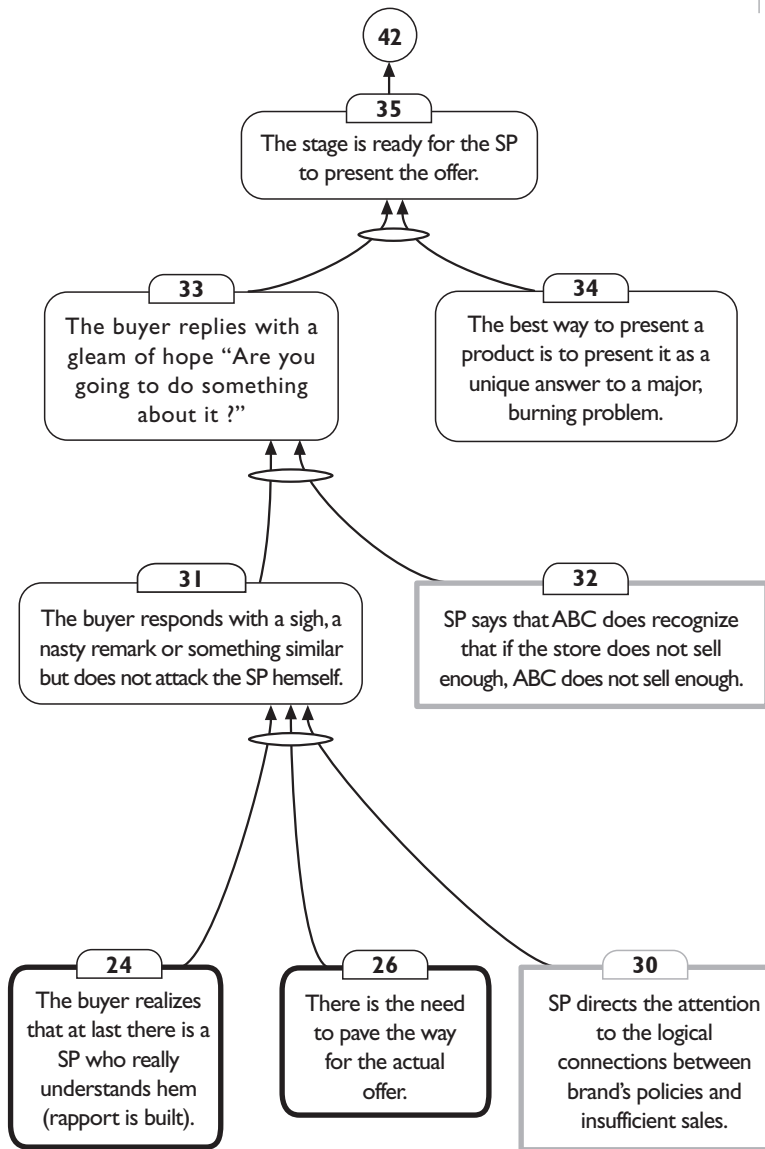 42
35
The stage is ready for the SP
to present the offer.
33
The buyer replies with a
gleam of hope “Are you
going to do something
about it ?”
34
The best way to present a
product is to present it as a
unique answer to a major,
burning problem.
31
The buyer responds with a sigh, a
nasty remark or something similar
but does not attack the SP hemself.
32
SP says that ABC does recognize
that if the store does not sell
enough, ABC does not sell enough.
24
The buyer realizes
that at last there is a
SP who really
understands hem
(rapport is built).
26
There is the need
to pave the way
for the actual
offer.
30
SP directs the attention
to the logical
connections between
brand’s policies and
insufficient sales.